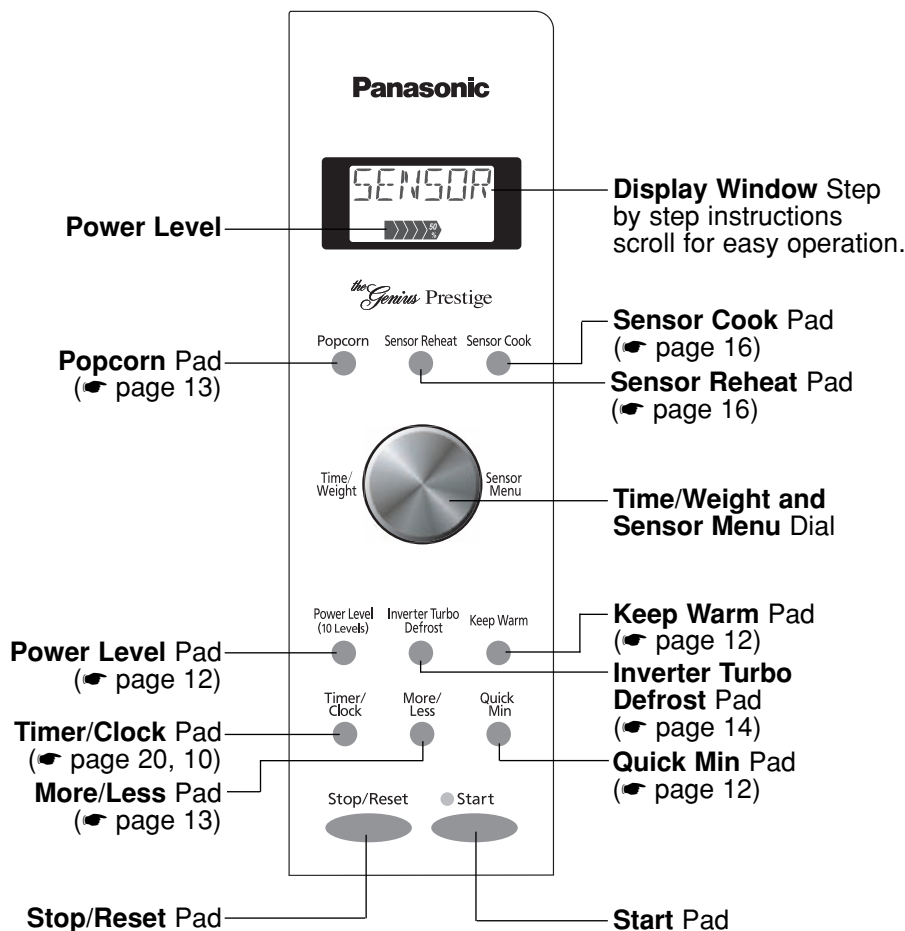 Panasonic
SENSOR
50
%
Power Level
Display Window Step
by step instructions
scroll for easy operation.
the Genius Prestige
Popcorn Sensor Reheat Sensor Cook
Popcorn Pad
(☛ page 13)
Sensor Cook Pad
(☛ page 16)
Sensor Reheat Pad
(☛ page 16)
Time/
Weight
Sensor
Menu
Time/Weight and
Sensor Menu Dial
Power Level
(10 Levels)
Inverter Turbo
Defrost
Keep Warm
Power Level Pad
(☛ page 12)
Keep Warm Pad
(☛ page 12)
Inverter Turbo
Defrost Pad
(☛ page 14)
Timer/
Clock
More/
Less
Quick
Min
Timer/Clock Pad
(☛ page 20, 10)
More/Less Pad
(☛ page 13)
Quick Min Pad
(☛ page 12)
Stop/Reset
Start
Stop/Reset Pad
Start Pad